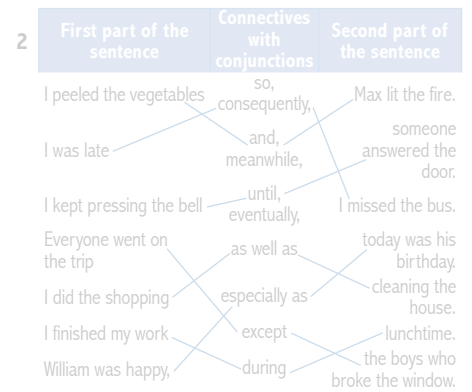 2
First part of the sentence
Connectives with conjunctions
Second part of the sentence
I peeled the vegetables
so, consequently,
Max lit the fire.
I was late
and, meanwhile,
someone answered the door.
I kept pressing the bell
until, eventually,
I missed the bus.
Everyone went on the trip
as well as
today was his birthday.
I did the shopping
especially as
cleaning the house.
I finished my work
except
lunchtime.
William was happy,
during
the boys who broke the window.